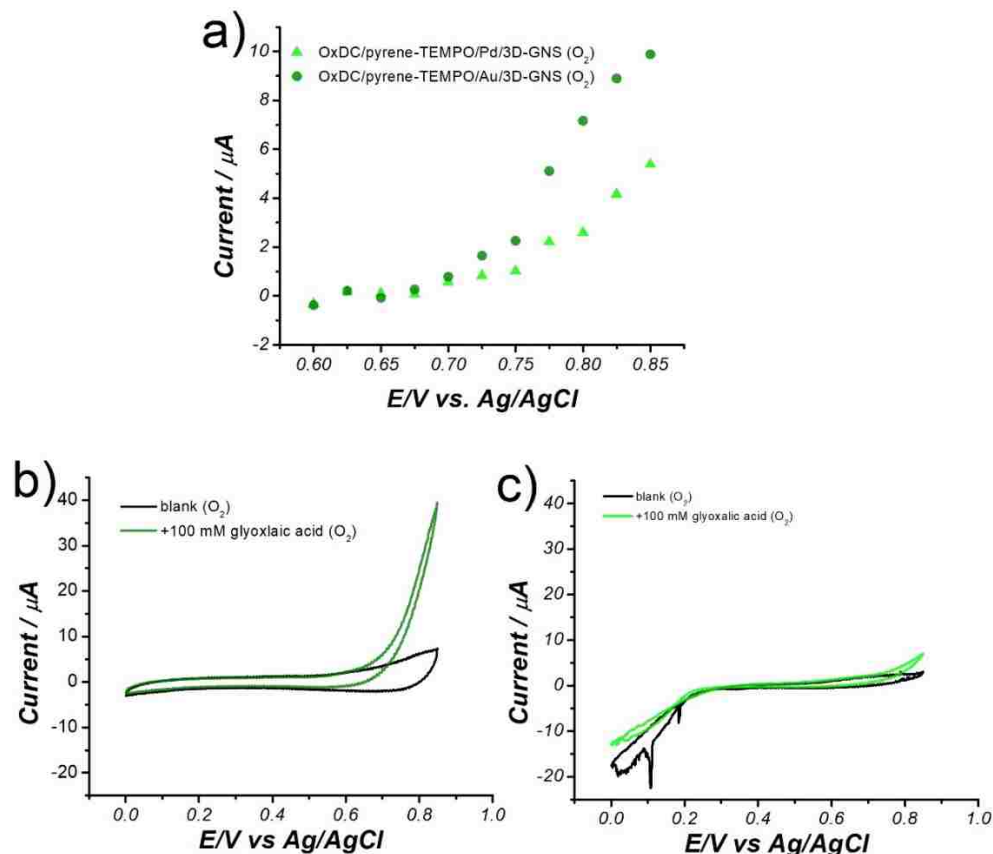 a)
OxDC/pyrene-TEMPO/Pd/3D-GNS (O₂)
OxDC/pyrene-TEMPO/Au/3D-GNS (O₂)
Current / μA
10
8
6
4
2
0
-2
0.60 0.65 0.70 0.75 0.80 0.85
E/V vs. Ag/AgCl
b)
blank (O₂)
+100 mM glyoxlaic acid (O₂)
Current / μA
40
30
20
10
0
-10
-20
0.0 0.2 0.4 0.6 0.8 1.0
E/V vs Ag/AgCl
c)
blank (O₂)
+100 mM glyoxalic acid (O₂)
Current / μA
40
30
20
10
0
-10
-20
0.0 0.2 0.4 0.6 0.8 1.0
E/V vs Ag/AgCl